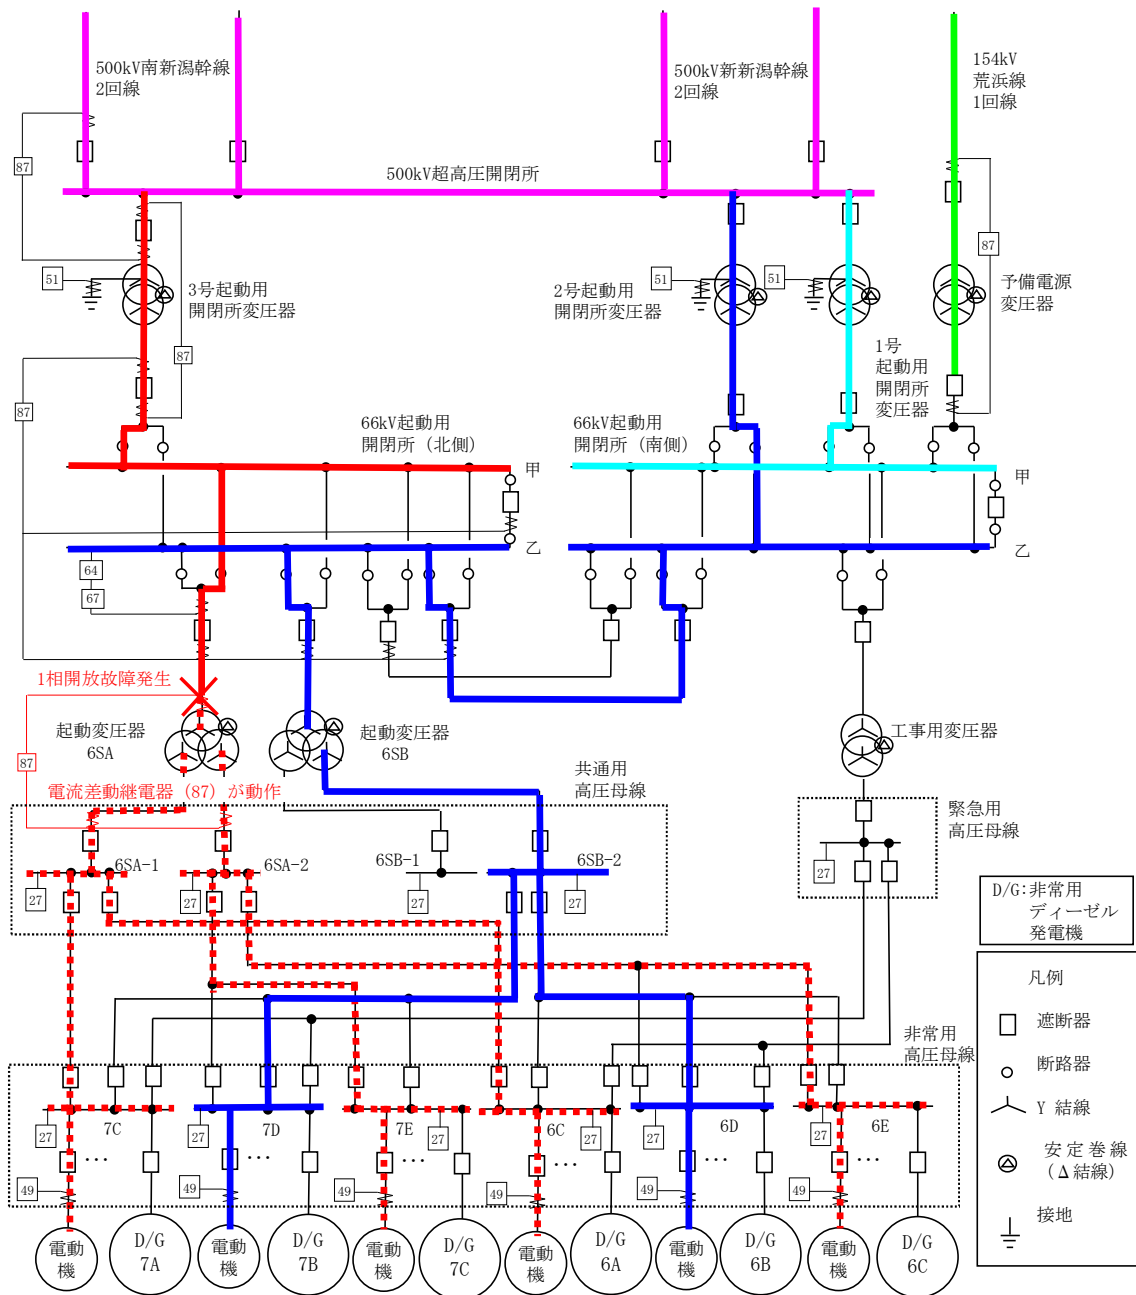 500kV南新潟幹線
2回線
500kV新新潟幹線
2回線
154kV
荒浜線
1回線
87
500kV超高圧開閉所
87
51
3号起動用
開閉所変圧器
51
2号起動用
開閉所変圧器
51
予備電源
変圧器
1号
起動用
開閉所
変圧器
87
87
66kV起動用
開閉所（北側）
66kV起動用
開閉所（南側）
甲
甲
乙
乙
64
67
1相開放故障発生
起動変圧器
6SA
起動変圧器
6SB
工事用変圧器
87
電流差動継電器（87）が動作
共通用
高圧母線
緊急用
高圧母線
6SA-1
6SA-2
6SB-1
6SB-2
27
27
27
27
27
D/G:非常用
ディーゼル
発電機
凡例
遮断器
断路器
Y 結線
安定巻線
(Δ結線)
接地
非常用
高圧母線
7C
7D
7E
6C
6D
6E
27
27
27
27
27
27
･･･
･･･
･･･
･･･
･･･
･･･
49
49
49
49
49
49
電動
機
D/G
7A
電動
機
D/G
7B
電動
機
D/G
7C
電動
機
D/G
6A
電動
機
D/G
6B
電動
機
D/G
6C